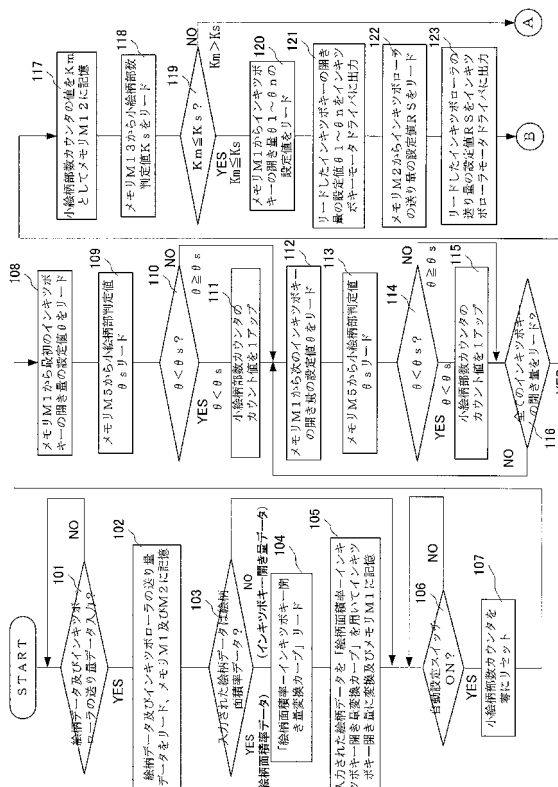 START
101
絵柄データ及びインツボ
ローラの送り量データ入力？
NO
YES
102
絵柄データ及びインツボローラの送り量
データをリード、メモリM1及びM2に記憶
103
入力された絵柄データは絵柄
面積率データ？
NO
(インキツボキー開き量データ)
YES
絵柄面積率データ)
104
「絵柄面積率－インキツボキー開
き量変換カーブ」リード
105
入力された絵柄データを「絵柄面積率－インキ
ツボキー開き量変換カーブ」を用いてインキツ
ボキー開き量に変換及びメモリM1に記憶
106
自動設定スイッチ
ON？
NO
YES
107
小絵柄部数カウンタを
零にリセット
108
メモリM1から最初のインキツボ
キーの開き量の設定値θをリード
109
メモリM5から小絵柄部判定値
θsリード
110
θ＜θs？
NO
θ≧θs
YES
θ＜θs
111
小絵柄部数カウンタの
カウント値を1アップ
112
メモリM1から次のインキツボキー
の開き量の設定値θをリード
113
メモリM5から小絵柄部判定値
θsリード
114
θ＜θs？
NO
θ≧θs
YES
θ＜θs
115
小絵柄部数カウンタの
カウント値を1アップ
116
全てのインキツボキー
の開き量をリード？
NO
YES
117
小絵柄部数カウンタの値をKm
としてメモリM12に記憶
118
メモリM13から小絵柄部数
判定値Ksをリード
119
Km≦Ks？
NO
Km＞Ks
YES
Km≦Ks
120
メモリM1からインキツボ
キーの開き量θ1～θnの
設定値をリード
121
リードしたインキツボキーの開き
量の設定値θ1～θnをインキツ
ボキーモータドライバに出力
122
メモリM2からインキツボローラ
の送り量の設定値RSをリード
123
リードしたインキツボローラの
送り量の設定値RSをインキツ
ボローラモータドライバに出力
A
B